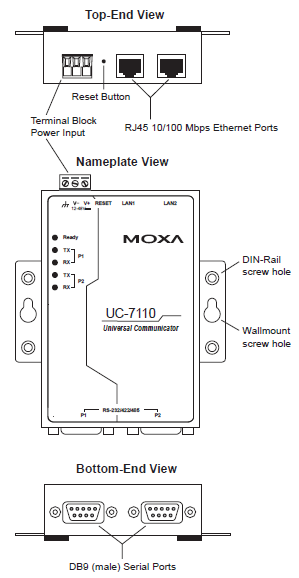 Top-End View
Reset Button
Terminal Block
Power Input
RJ45 10/100 Mbps Ethernet Ports
Nameplate View
V- V+ RESET LAN1 LAN2
12-48V
Ready
MOXA
TX
P1
RX
TX
P2
RX
DIN-Rail
screw hole
UC-7110
Universal Communicator
Wallmount
screw hole
RS-232/422/485
P1 P2
Bottom-End View
DB9 (male) Serial Ports